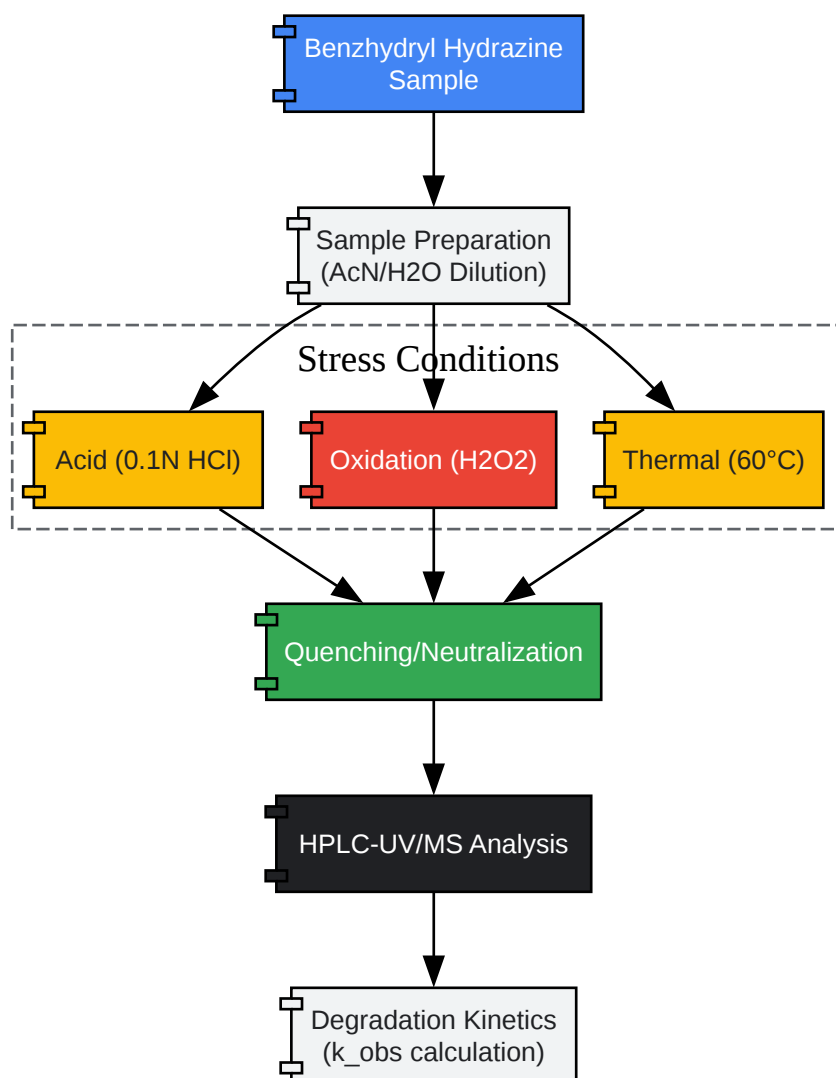 Benzhydryl Hydrazine
Sample
Sample Preparation
(AcN/H2O Dilution)
Stress Conditions
Acid (0.1N HCl)
Oxidation (H2O2)
Thermal (60°C)
Quenching/Neutralization
HPLC-UV/MS Analysis
Degradation Kinetics
(k_obs calculation)